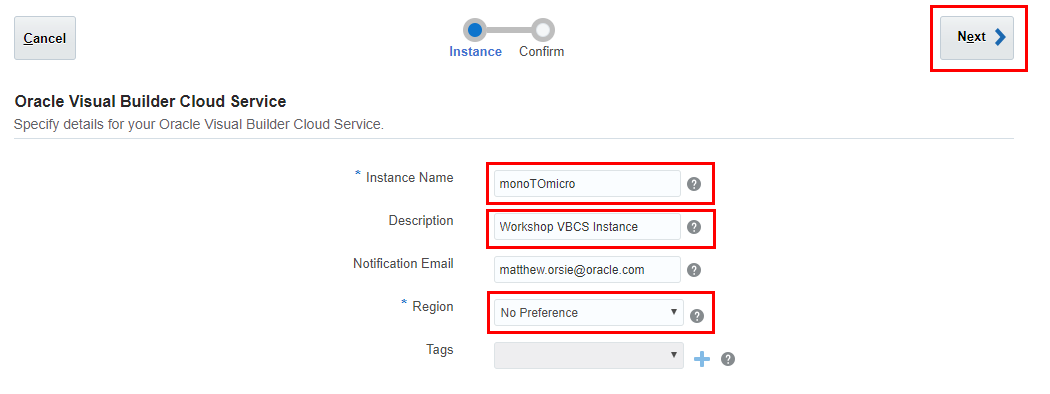 Cancel
Instance
Confirm
Next
Oracle Visual Builder Cloud Service
Specify details for your Oracle Visual Builder Cloud Service.
* Instance Name
monoTOmicro
?
Description
Workshop VBCS Instance
?
Notification Email
matthew.orsie@oracle.com
?
* Region
No Preference
?
Tags
?